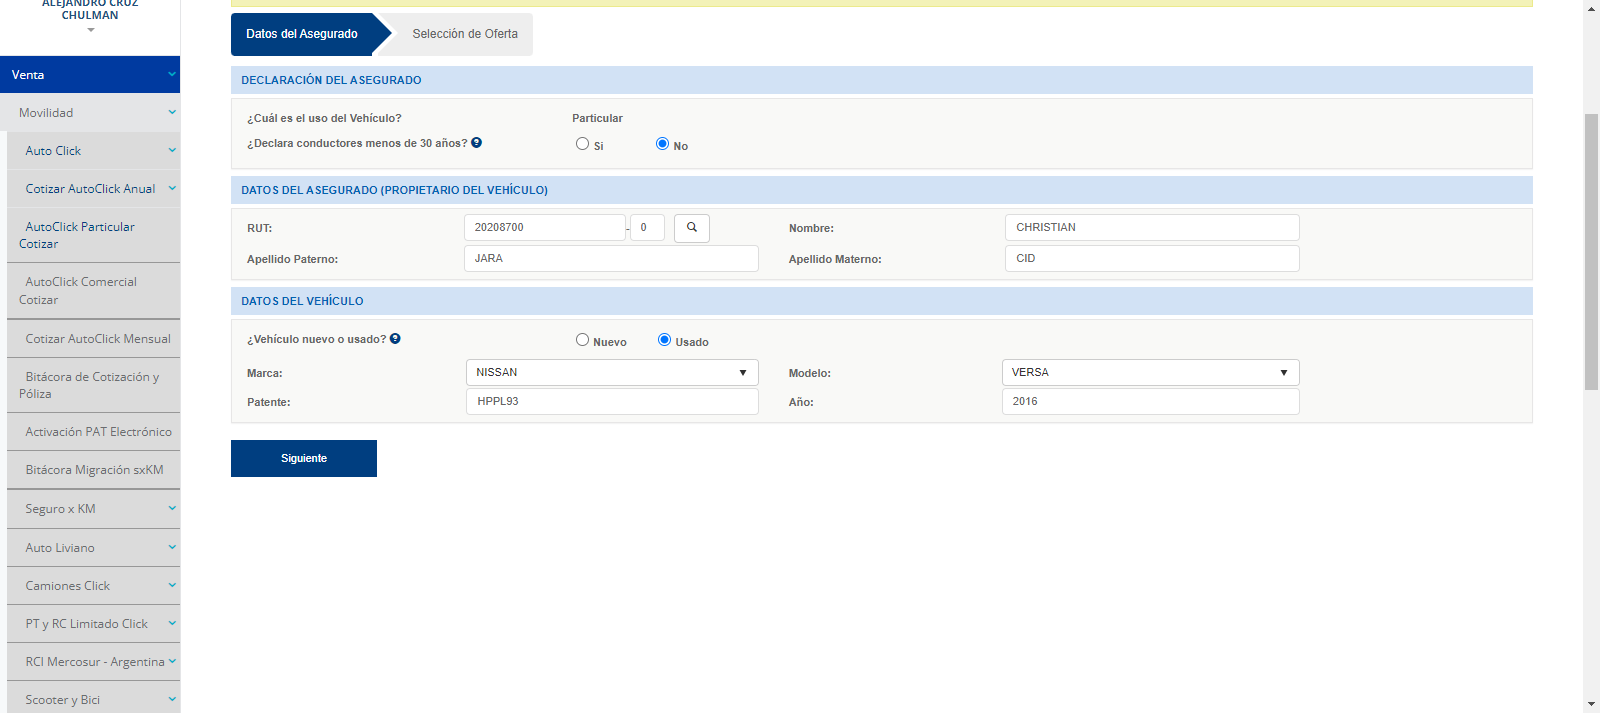 ALEJANDRO CRUZ
CHULMAN
Venta
Movilidad
Auto Click
Cotizar AutoClick Anual
AutoClick Particular
Cotizar
AutoClick Comercial
Cotizar
Cotizar AutoClick Mensual
Bitácora de Cotización y
Póliza
Activación PAT Electrónico
Bitácora Migración sxKM
Seguro x KM
Auto Liviano
Camiones Click
PT y RC Limitado Click
RCI Mercosur - Argentina
Scooter y Bici
Datos del Asegurado Selección de Oferta
DECLARACIÓN DEL ASEGURADO
¿Cuál es el uso del Vehículo? Particular
¿Declara conductores menos de 30 años? ? Si No
DATOS DEL ASEGURADO (PROPIETARIO DEL VEHÍCULO)
RUT: 20208700 - 0 Nombre: CHRISTIAN
Apellido Paterno: JARA Apellido Materno: CID
DATOS DEL VEHÍCULO
¿Vehículo nuevo o usado? ? Nuevo Usado
Marca: NISSAN Modelo: VERSA
Patente: HPPL93 Año: 2016
Siguiente